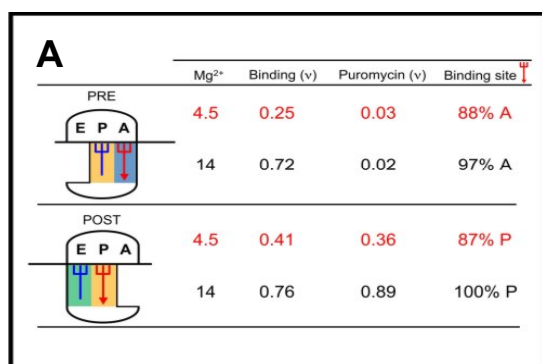 A
Mg²⁺ Binding (ν) Puromycin (ν) Binding site
PRE
E P A
4.5 0.25 0.03 88% A
14 0.72 0.02 97% A
POST
E P A
4.5 0.41 0.36 87% P
14 0.76 0.89 100% P